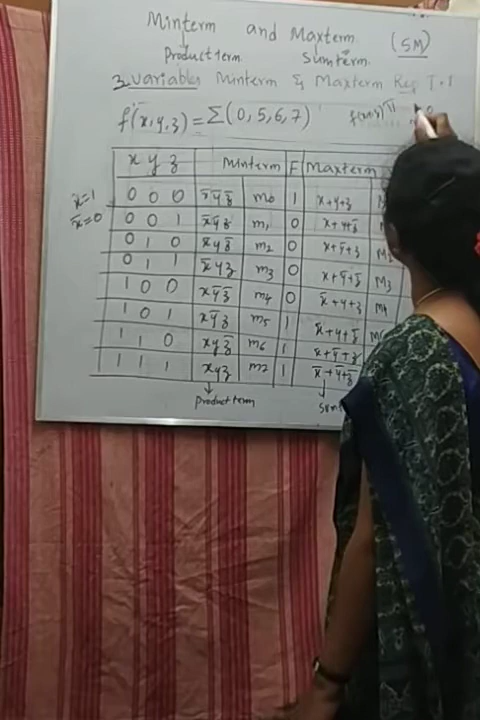 Minterm and Maxterm (SM)
Product term Sum term
3 variables Minterm & Maxterm Rep T.T
f(x,y,z) = Σ(0,5,6,7) f(x,y,z) π
x y z Minterm F Maxterm
x=1 0 0 0 x̄ȳz̄ m0 1 x+y+z M
x̄=0 0 0 1 x̄ȳz m1 0 x+y+z̄
0 1 0 x̄yz̄ m2 0 x+ȳ+z M2
0 1 1 x̄yz m3 0 x+ȳ+z̄ M3
1 0 0 xȳz̄ m4 0 x̄+y+z M4
1 0 1 xȳz m5 1 x̄+y+z̄
1 1 0 xyz̄ m6 1 x̄+ȳ+z
1 1 1 xyz m7 1 x̄+ȳ+z̄
Product term